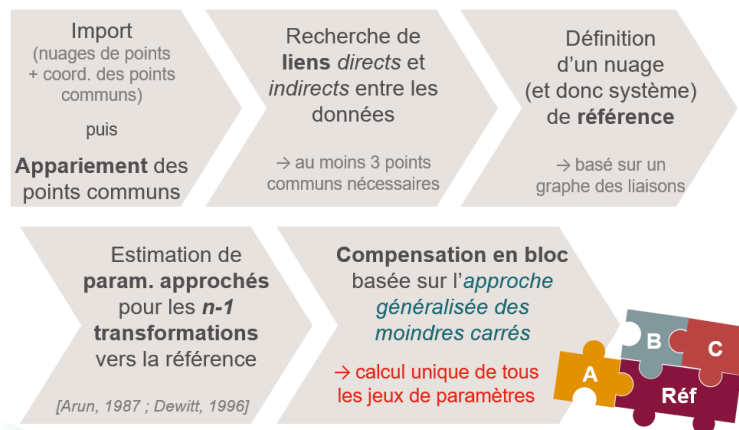 Import
(nuages de points
+ coord. des points
communs)
puis
Appariement des
points communs
Recherche de
liens directs et
indirects entre les
données
→ au moins 3 points
communs nécessaires
Définition
d'un nuage
(et donc système)
de référence
→ basé sur un
graphe des liaisons
Estimation de
param. approchés
pour les n-1
transformations
vers la référence
[Arun, 1987 ; Dewitt, 1996]
Compensation en bloc
basée sur l'approche
généralisée des
moindres carrés
→ calcul unique de tous
les jeux de paramètres
A
B
C
Réf